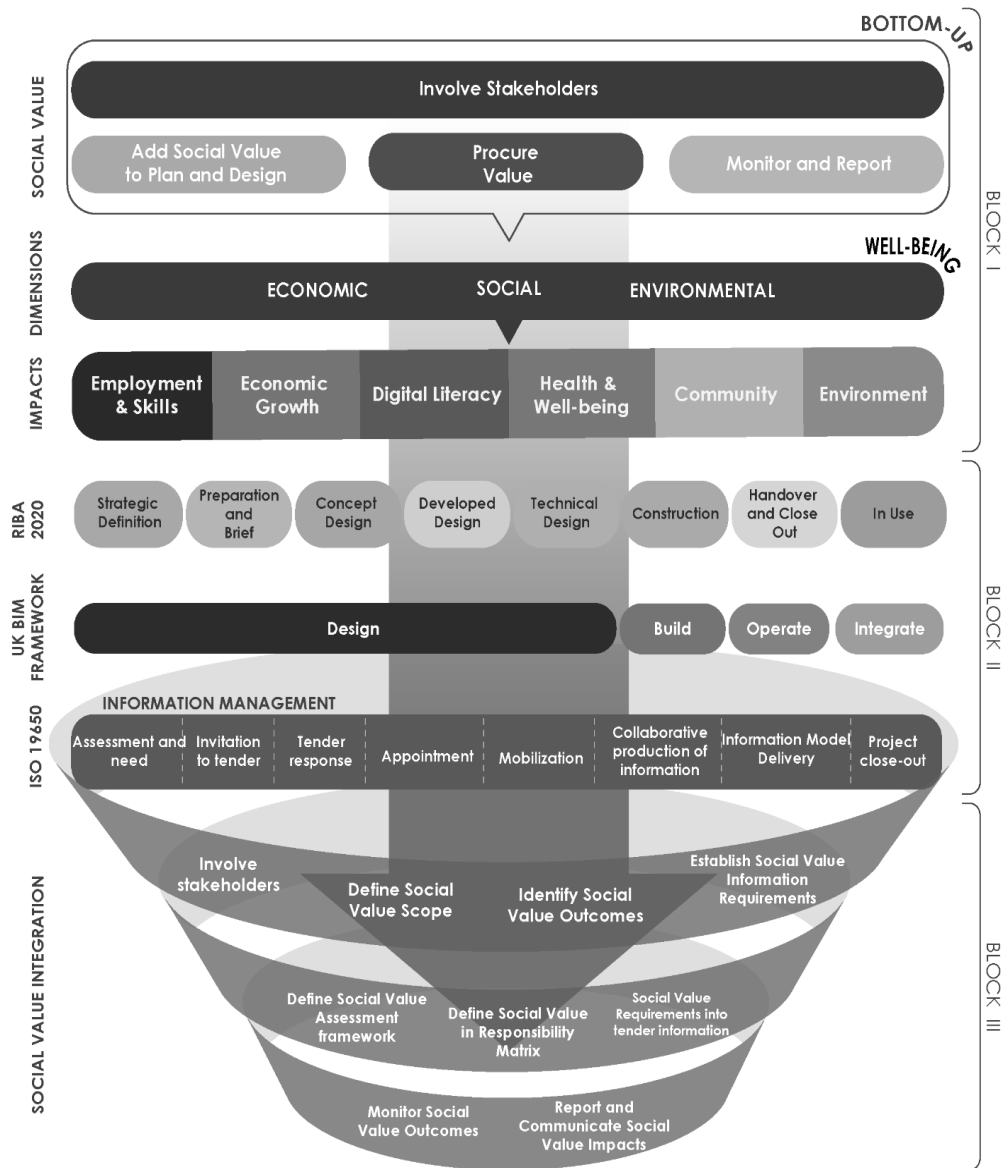 BOTTOM-UP
SOCIAL VALUE
Involve Stakeholders
Add Social Value
to Plan and Design
Procure
Value
Monitor and Report
BLOCK I
DIMENSIONS
WELL-BEING
ECONOMIC
SOCIAL
ENVIRONMENTAL
IMPACTS
Employment
& Skills
Economic
Growth
Digital Literacy
Health &
Well-being
Community
Environment
RIBA
2020
Strategic
Definition
Preparation
and
Brief
Concept
Design
Developed
Design
Technical
Design
Construction
Handover
and Close
Out
In Use
BLOCK II
UK BIM
FRAMEWORK
Design
Build
Operate
Integrate
ISO 19650
INFORMATION MANAGEMENT
Assessment and
need
Invitation
to tender
Tender
response
Appointment
Mobilization
Collaborative
production of
information
Information Model
Delivery
Project
close-out
SOCIAL VALUE INTEGRATION
Involve
stakeholders
Define Social
Value Scope
Identify Social
Value Outcomes
Establish Social Value
Information
Requirements
BLOCK III
Define Social Value
Assessment
framework
Define Social Value
in Responsibility
Matrix
Social Value
Requirements into
tender information
Monitor Social
Value Outcomes
Report and
Communicate Social
Value Impacts